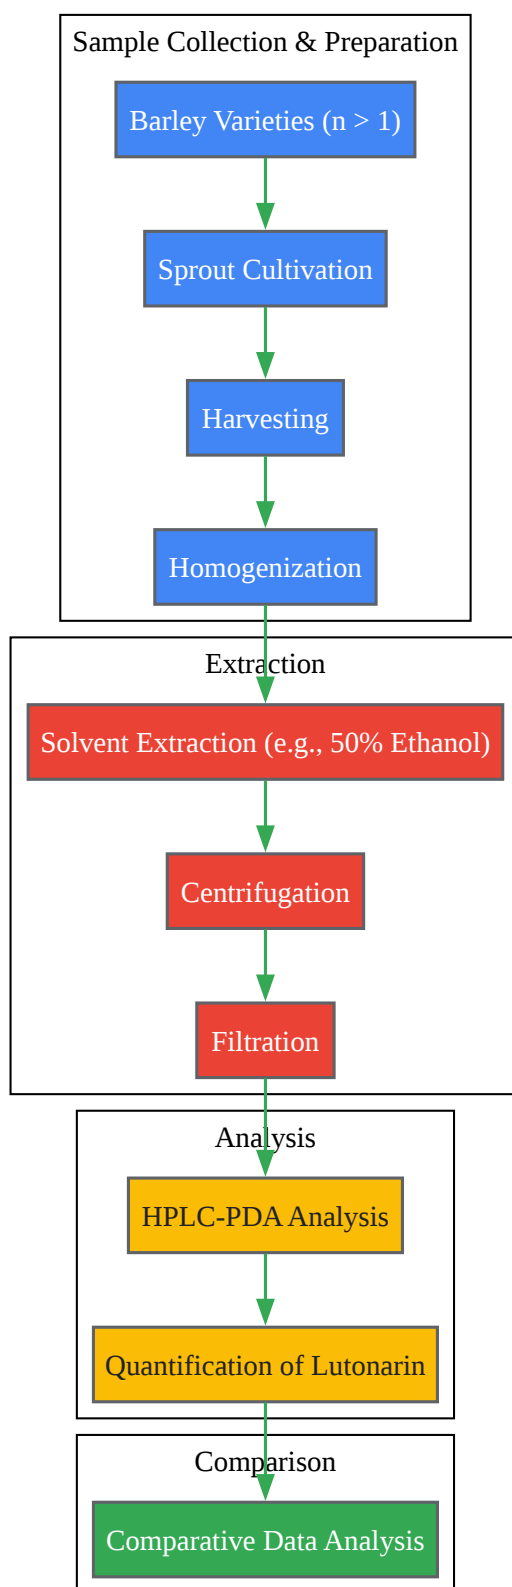 Sample Collection & Preparation
Barley Varieties (n > 1)
Sprout Cultivation
Harvesting
Homogenization
Extraction
Solvent Extraction (e.g., 50% Ethanol)
Centrifugation
Filtration
Analysis
HPLC-PDA Analysis
Quantification of Lutonarin
Comparison
Comparative Data Analysis